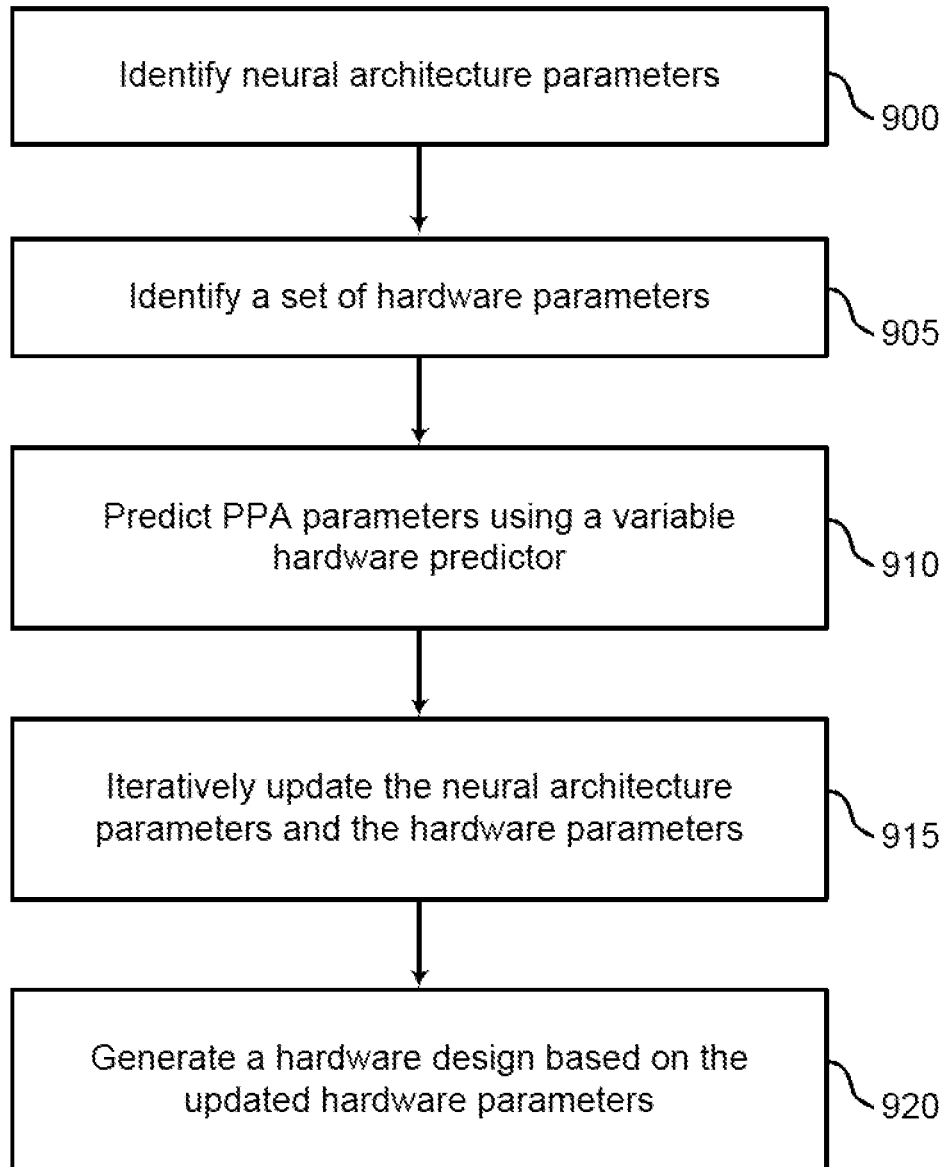 Identify neural architecture parameters
900
Identify a set of hardware parameters
905
Predict PPA parameters using a variable
hardware predictor
910
Iteratively update the neural architecture
parameters and the hardware parameters
915
Generate a hardware design based on the
updated hardware parameters
920